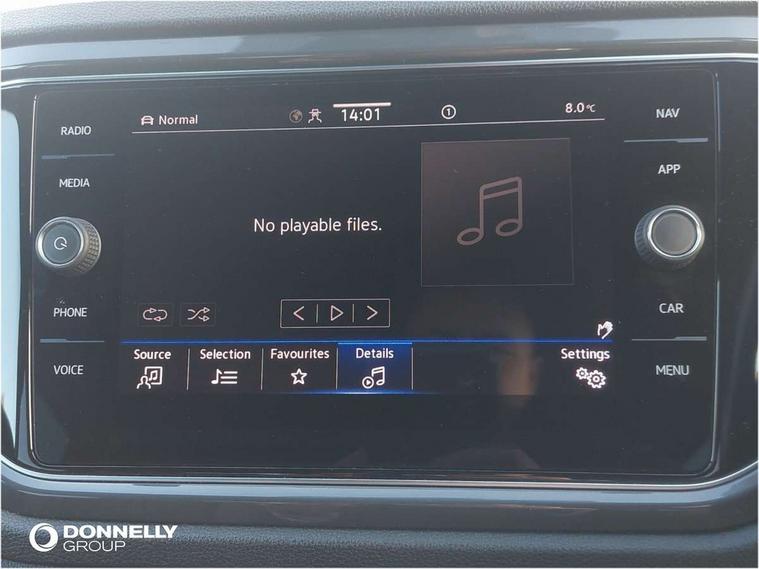 RADIO
MEDIA
PHONE
VOICE
Normal
14:01
1
8.0°C
No playable files.
Source
Selection
Favourites
Details
Settings
NAV
APP
CAR
MENU
DONNELLY
GROUP